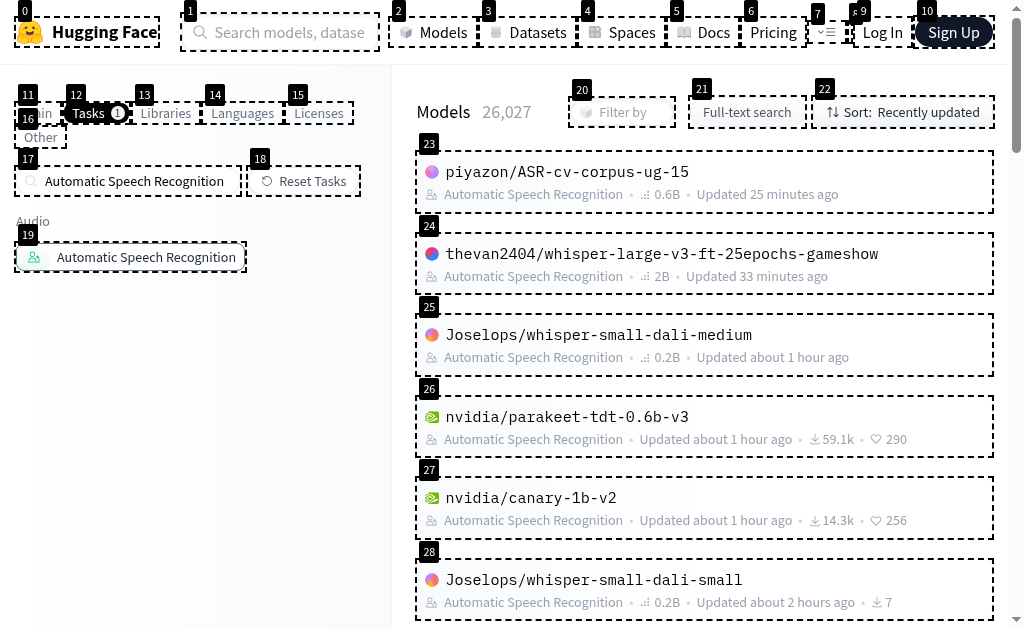 0
1
2
3
4
5
6
7
9
10
Hugging Face
Search models, datase
Models
Datasets
Spaces
Docs
Pricing
Log In
Sign Up
11
12
13
14
15
Tasks 1
Libraries
Languages
Licenses
16
Other
17
18
Automatic Speech Recognition
Reset Tasks
Audio
19
Automatic Speech Recognition
20
21
22
Models 26,027
Filter by
Full-text search
Sort: Recently updated
23
piyazon/ASR-cv-corpus-ug-15
Automatic Speech Recognition • 0.6B • Updated 25 minutes ago
24
thevan2404/whisper-large-v3-ft-25epochs-gameshow
Automatic Speech Recognition • 2B • Updated 33 minutes ago
25
Joselops/whisper-small-dali-medium
Automatic Speech Recognition • 0.2B • Updated about 1 hour ago
26
nvidia/parakeet-tdt-0.6b-v3
Automatic Speech Recognition • Updated about 1 hour ago • 59.1k • 290
27
nvidia/canary-1b-v2
Automatic Speech Recognition • Updated about 1 hour ago • 14.3k • 256
28
Joselops/whisper-small-dali-small
Automatic Speech Recognition • 0.2B • Updated about 2 hours ago • 7